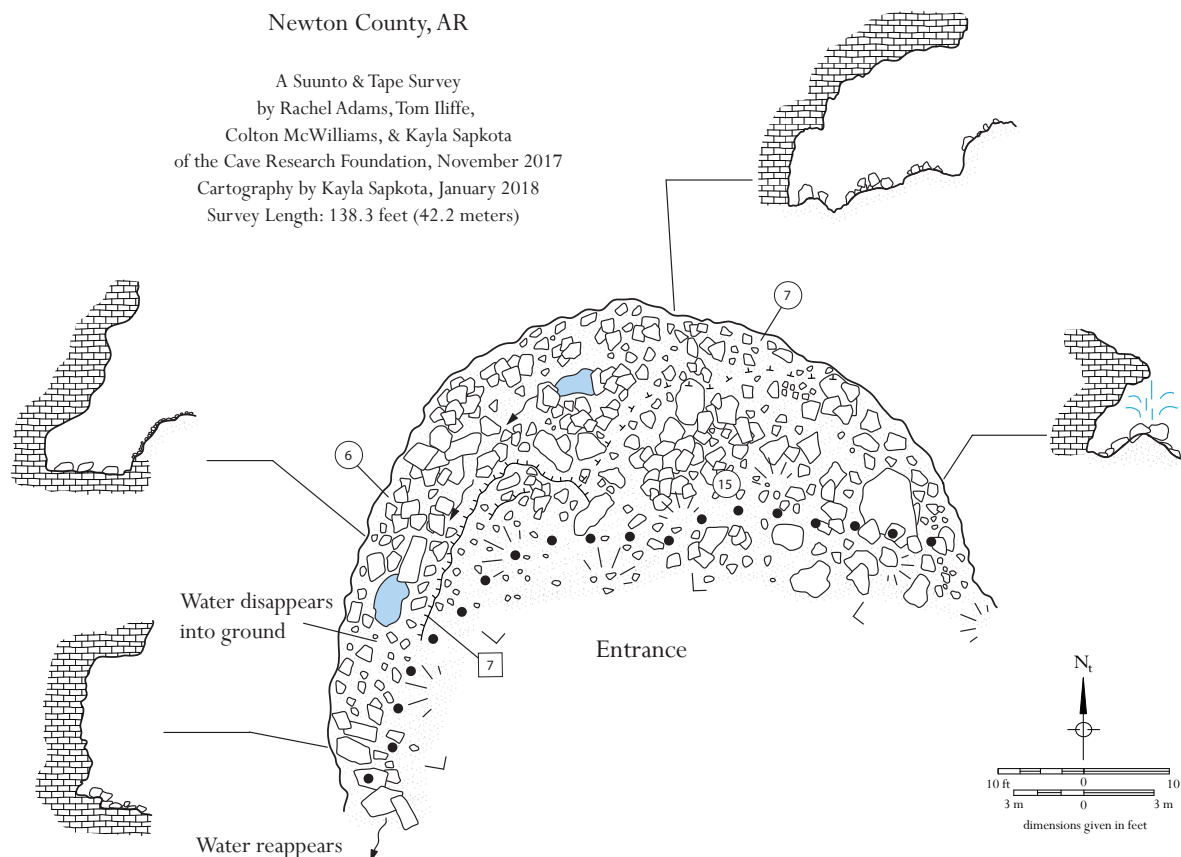 Newton County, AR
A Suunto & Tape Survey
by Rachel Adams, Tom Iliffe,
Colton McWilliams, & Kayla Sapkota
of the Cave Research Foundation, November 2017
Cartography by Kayla Sapkota, January 2018
Survey Length: 138.3 feet (42.2 meters)
7
6
15
Water disappears
into ground
Entrance
7
Water reappears
Nt
10 ft 0 10
3 m 0 3 m
dimensions given in feet